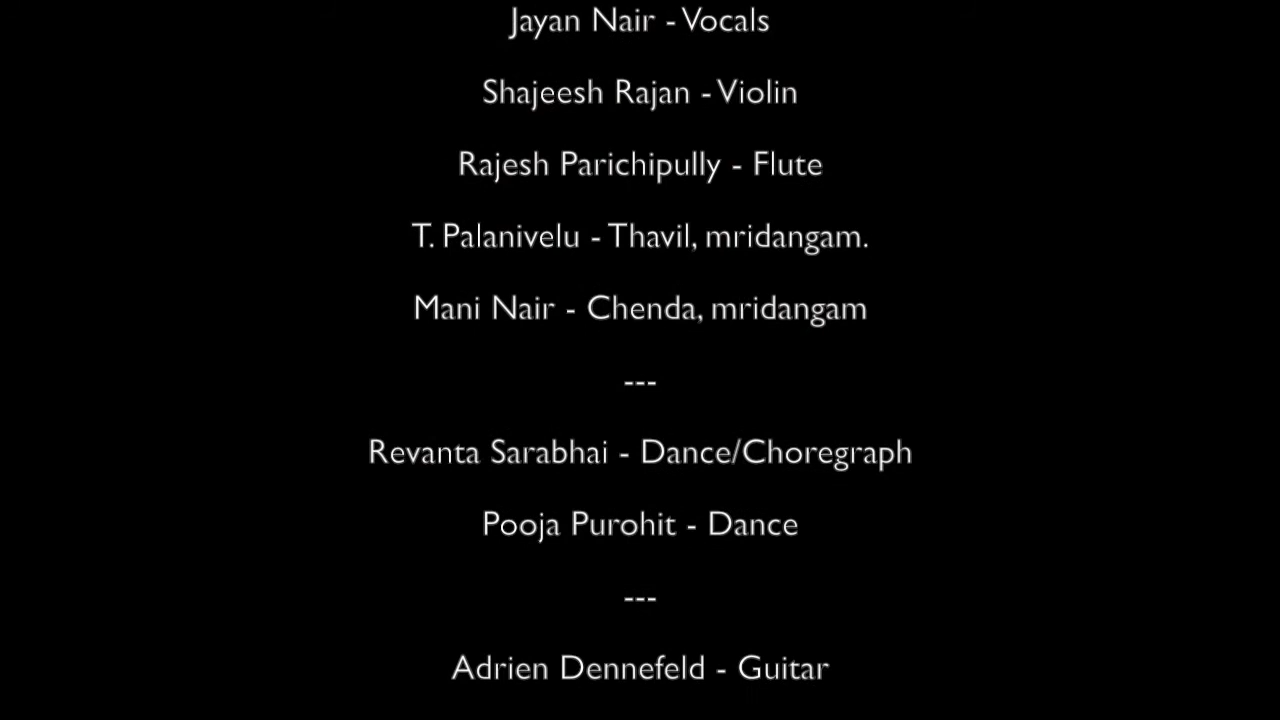 Jayan Nair - Vocals
Shajeesh Rajan - Violin
Rajesh Parichipully - Flute
T. Palanivelu - Thavil, mridangam.
Mani Nair - Chenda, mridangam
---
Revanta Sarabhai - Dance/Choregraph
Pooja Purohit - Dance
---
Adrien Dennefeld - Guitar